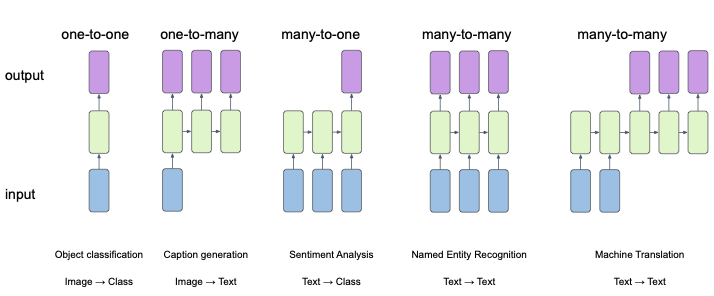 one-to-one one-to-many many-to-one many-to-many many-to-many
output
input
Object classification Caption generation Sentiment Analysis Named Entity Recognition Machine Translation
Image → Class Image → Text Text → Class Text → Text Text → Text